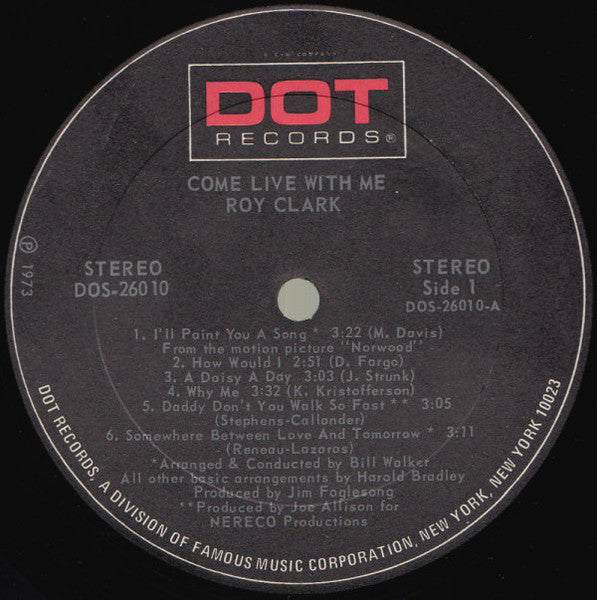 A G+W COMPANY
DOT
RECORDS®
COME LIVE WITH ME
ROY CLARK
℗ 1973
STEREO
DOS-26010
STEREO
Side 1
DOS-26010-A
1. I'll Paint You A Song * 3:22 (M. Davis)
From the motion picture "Norwood"
2. How Would I 2:51 (D. Fargo)
3. A Daisy A Day 3:03 (J. Strunk)
4. Why Me 3:32 (K. Kristofferson)
5. Daddy Don't You Walk So Fast ** 3:05
(Stephens-Callander)
6. Somewhere Between Love And Tomorrow * 3:11
(Reneau-Lazaros)
*Arranged & Conducted by Bill Walker
All other basic arrangements by Harold Bradley
Produced by Jim Foglesong
**Produced by Joe Allison for
NERECO Productions
DOT RECORDS, A DIVISION OF FAMOUS MUSIC CORPORATION, NEW YORK, NEW YORK 10023